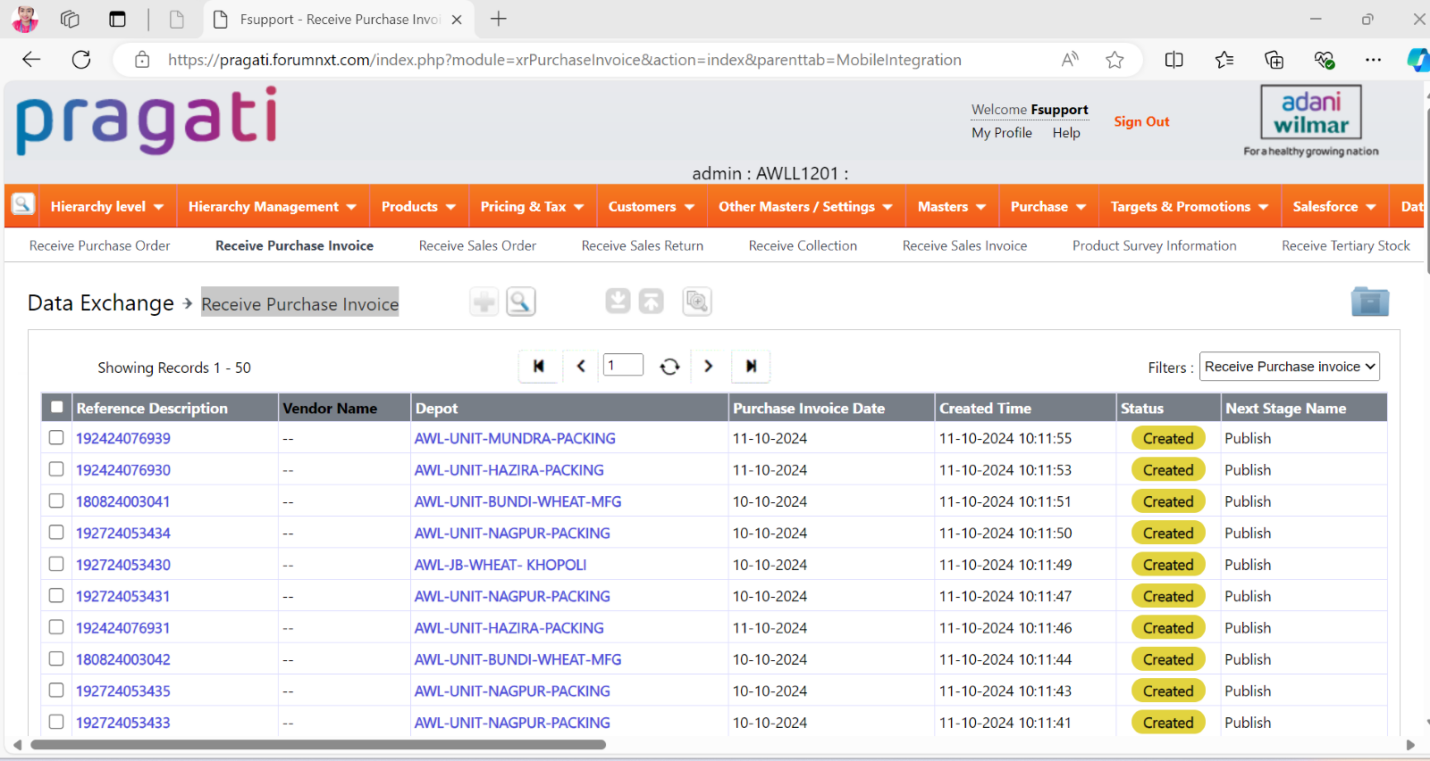 Fsupport - Receive Purchase Invoi
https://pragati.forumnxt.com/index.php?module=xrPurchaseInvoice&action=index&parenttab=MobileIntegration
pragati
Welcome Fsupport
My Profile Help
Sign Out
adani
wilmar
For a healthy growing nation
admin : AWLL1201 :
Hierarchy level Hierarchy Management Products Pricing & Tax Customers Other Masters / Settings Masters Purchase Targets & Promotions Salesforce Dat
Receive Purchase Order Receive Purchase Invoice Receive Sales Order Receive Sales Return Receive Collection Receive Sales Invoice Product Survey Information Receive Tertiary Stock
Data Exchange Receive Purchase Invoice
Showing Records 1 - 50 1 Filters : Receive Purchase invoice
Reference Description Vendor Name Depot Purchase Invoice Date Created Time Status Next Stage Name
192424076939 -- AWL-UNIT-MUNDRA-PACKING 11-10-2024 11-10-2024 10:11:55 Created Publish
192424076930 -- AWL-UNIT-HAZIRA-PACKING 11-10-2024 11-10-2024 10:11:53 Created Publish
180824003041 -- AWL-UNIT-BUNDI-WHEAT-MFG 10-10-2024 11-10-2024 10:11:51 Created Publish
192724053434 -- AWL-UNIT-NAGPUR-PACKING 10-10-2024 11-10-2024 10:11:50 Created Publish
192724053430 -- AWL-JB-WHEAT- KHOPOLI 10-10-2024 11-10-2024 10:11:49 Created Publish
192724053431 -- AWL-UNIT-NAGPUR-PACKING 10-10-2024 11-10-2024 10:11:47 Created Publish
192424076931 -- AWL-UNIT-HAZIRA-PACKING 11-10-2024 11-10-2024 10:11:46 Created Publish
180824003042 -- AWL-UNIT-BUNDI-WHEAT-MFG 10-10-2024 11-10-2024 10:11:44 Created Publish
192724053435 -- AWL-UNIT-NAGPUR-PACKING 10-10-2024 11-10-2024 10:11:43 Created Publish
192724053433 -- AWL-UNIT-NAGPUR-PACKING 10-10-2024 11-10-2024 10:11:41 Created Publish